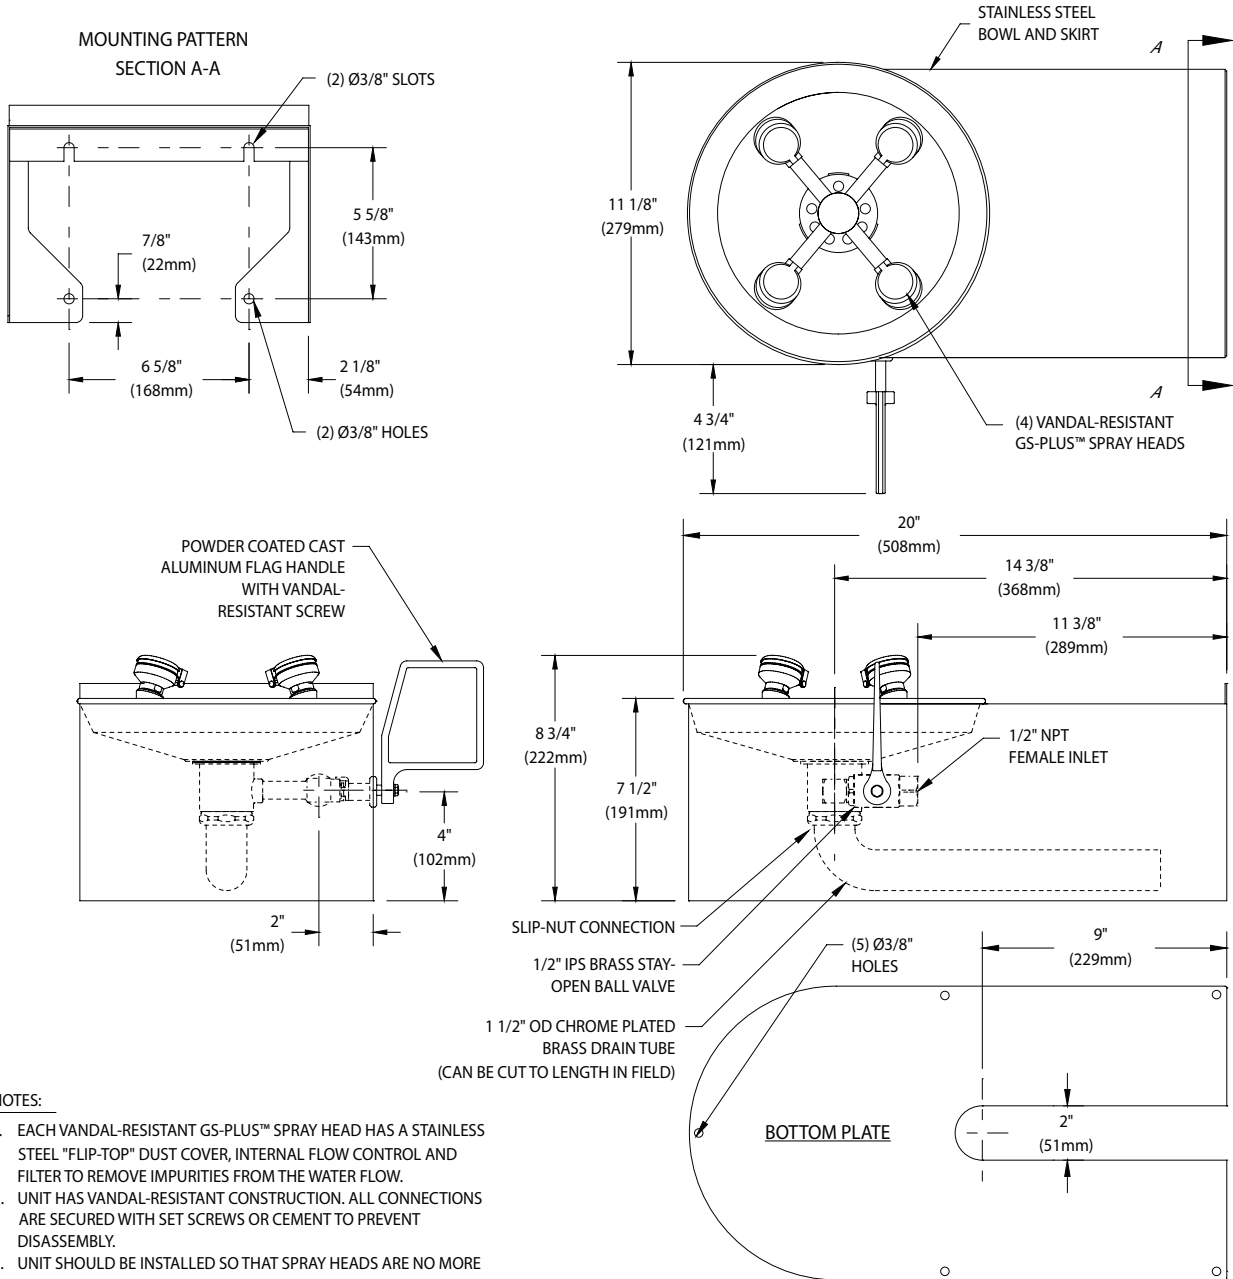 MOUNTING PATTERN
SECTION A-A
(2) Ø3/8" SLOTS
5 5/8"
(143mm)
7/8"
(22mm)
6 5/8"
(168mm)
2 1/8"
(54mm)
(2) Ø3/8" HOLES
STAINLESS STEEL
BOWL AND SKIRT
A
11 1/8"
(279mm)
4 3/4"
(121mm)
A
(4) VANDAL-RESISTANT
GS-PLUS™ SPRAY HEADS
POWDER COATED CAST
ALUMINUM FLAG HANDLE
WITH VANDAL-
RESISTANT SCREW
4"
(102mm)
2"
(51mm)
20"
(508mm)
14 3/8"
(368mm)
11 3/8"
(289mm)
8 3/4"
(222mm)
7 1/2"
(191mm)
1/2" NPT
FEMALE INLET
SLIP-NUT CONNECTION
1/2" IPS BRASS STAY-
OPEN BALL VALVE
1 1/2" OD CHROME PLATED
BRASS DRAIN TUBE
(CAN BE CUT TO LENGTH IN FIELD)
(5) Ø3/8"
HOLES
9"
(229mm)
2"
(51mm)
BOTTOM PLATE
NOTES:
. EACH VANDAL-RESISTANT GS-PLUS™ SPRAY HEAD HAS A STAINLESS
STEEL "FLIP-TOP" DUST COVER, INTERNAL FLOW CONTROL AND
FILTER TO REMOVE IMPURITIES FROM THE WATER FLOW.
. UNIT HAS VANDAL-RESISTANT CONSTRUCTION. ALL CONNECTIONS
ARE SECURED WITH SET SCREWS OR CEMENT TO PREVENT
DISASSEMBLY.
. UNIT SHOULD BE INSTALLED SO THAT SPRAY HEADS ARE NO MORE